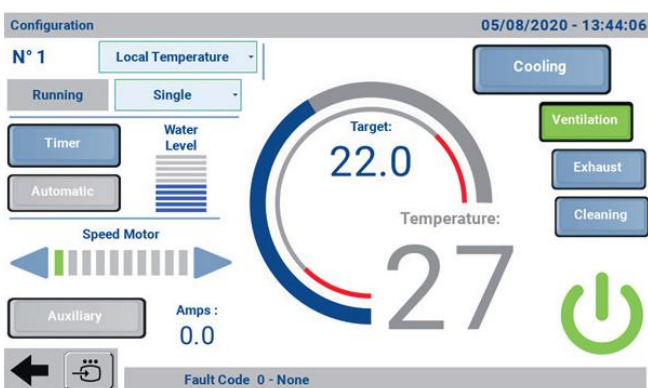 Configuration 05/08/2020 - 13:44:06
N° 1 Local Temperature
Cooling
Running Single
Ventilation
Timer
Water
Level
Target:
22.0
Exhaust
Automatic
Temperature:
Cleaning
27
Speed Motor
Auxiliary
Amps :
0.0
Fault Code 0 - None